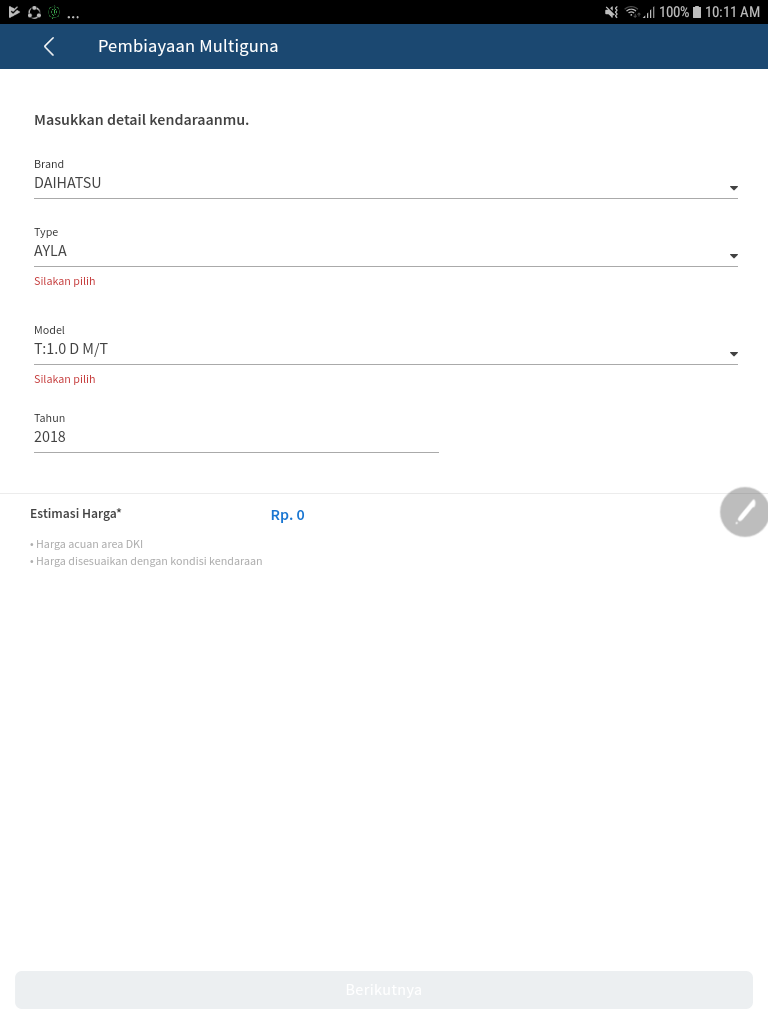 ... 100% 10:11 AM
Pembiayaan Multiguna
Masukkan detail kendaraanmu.
Brand
DAIHATSU
Type
AYLA
Silakan pilih
Model
T:1.0 D M/T
Silakan pilih
Tahun
2018
Estimasi Harga* Rp. 0
• Harga acuan area DKI
• Harga disesuaikan dengan kondisi kendaraan
Berikutnya